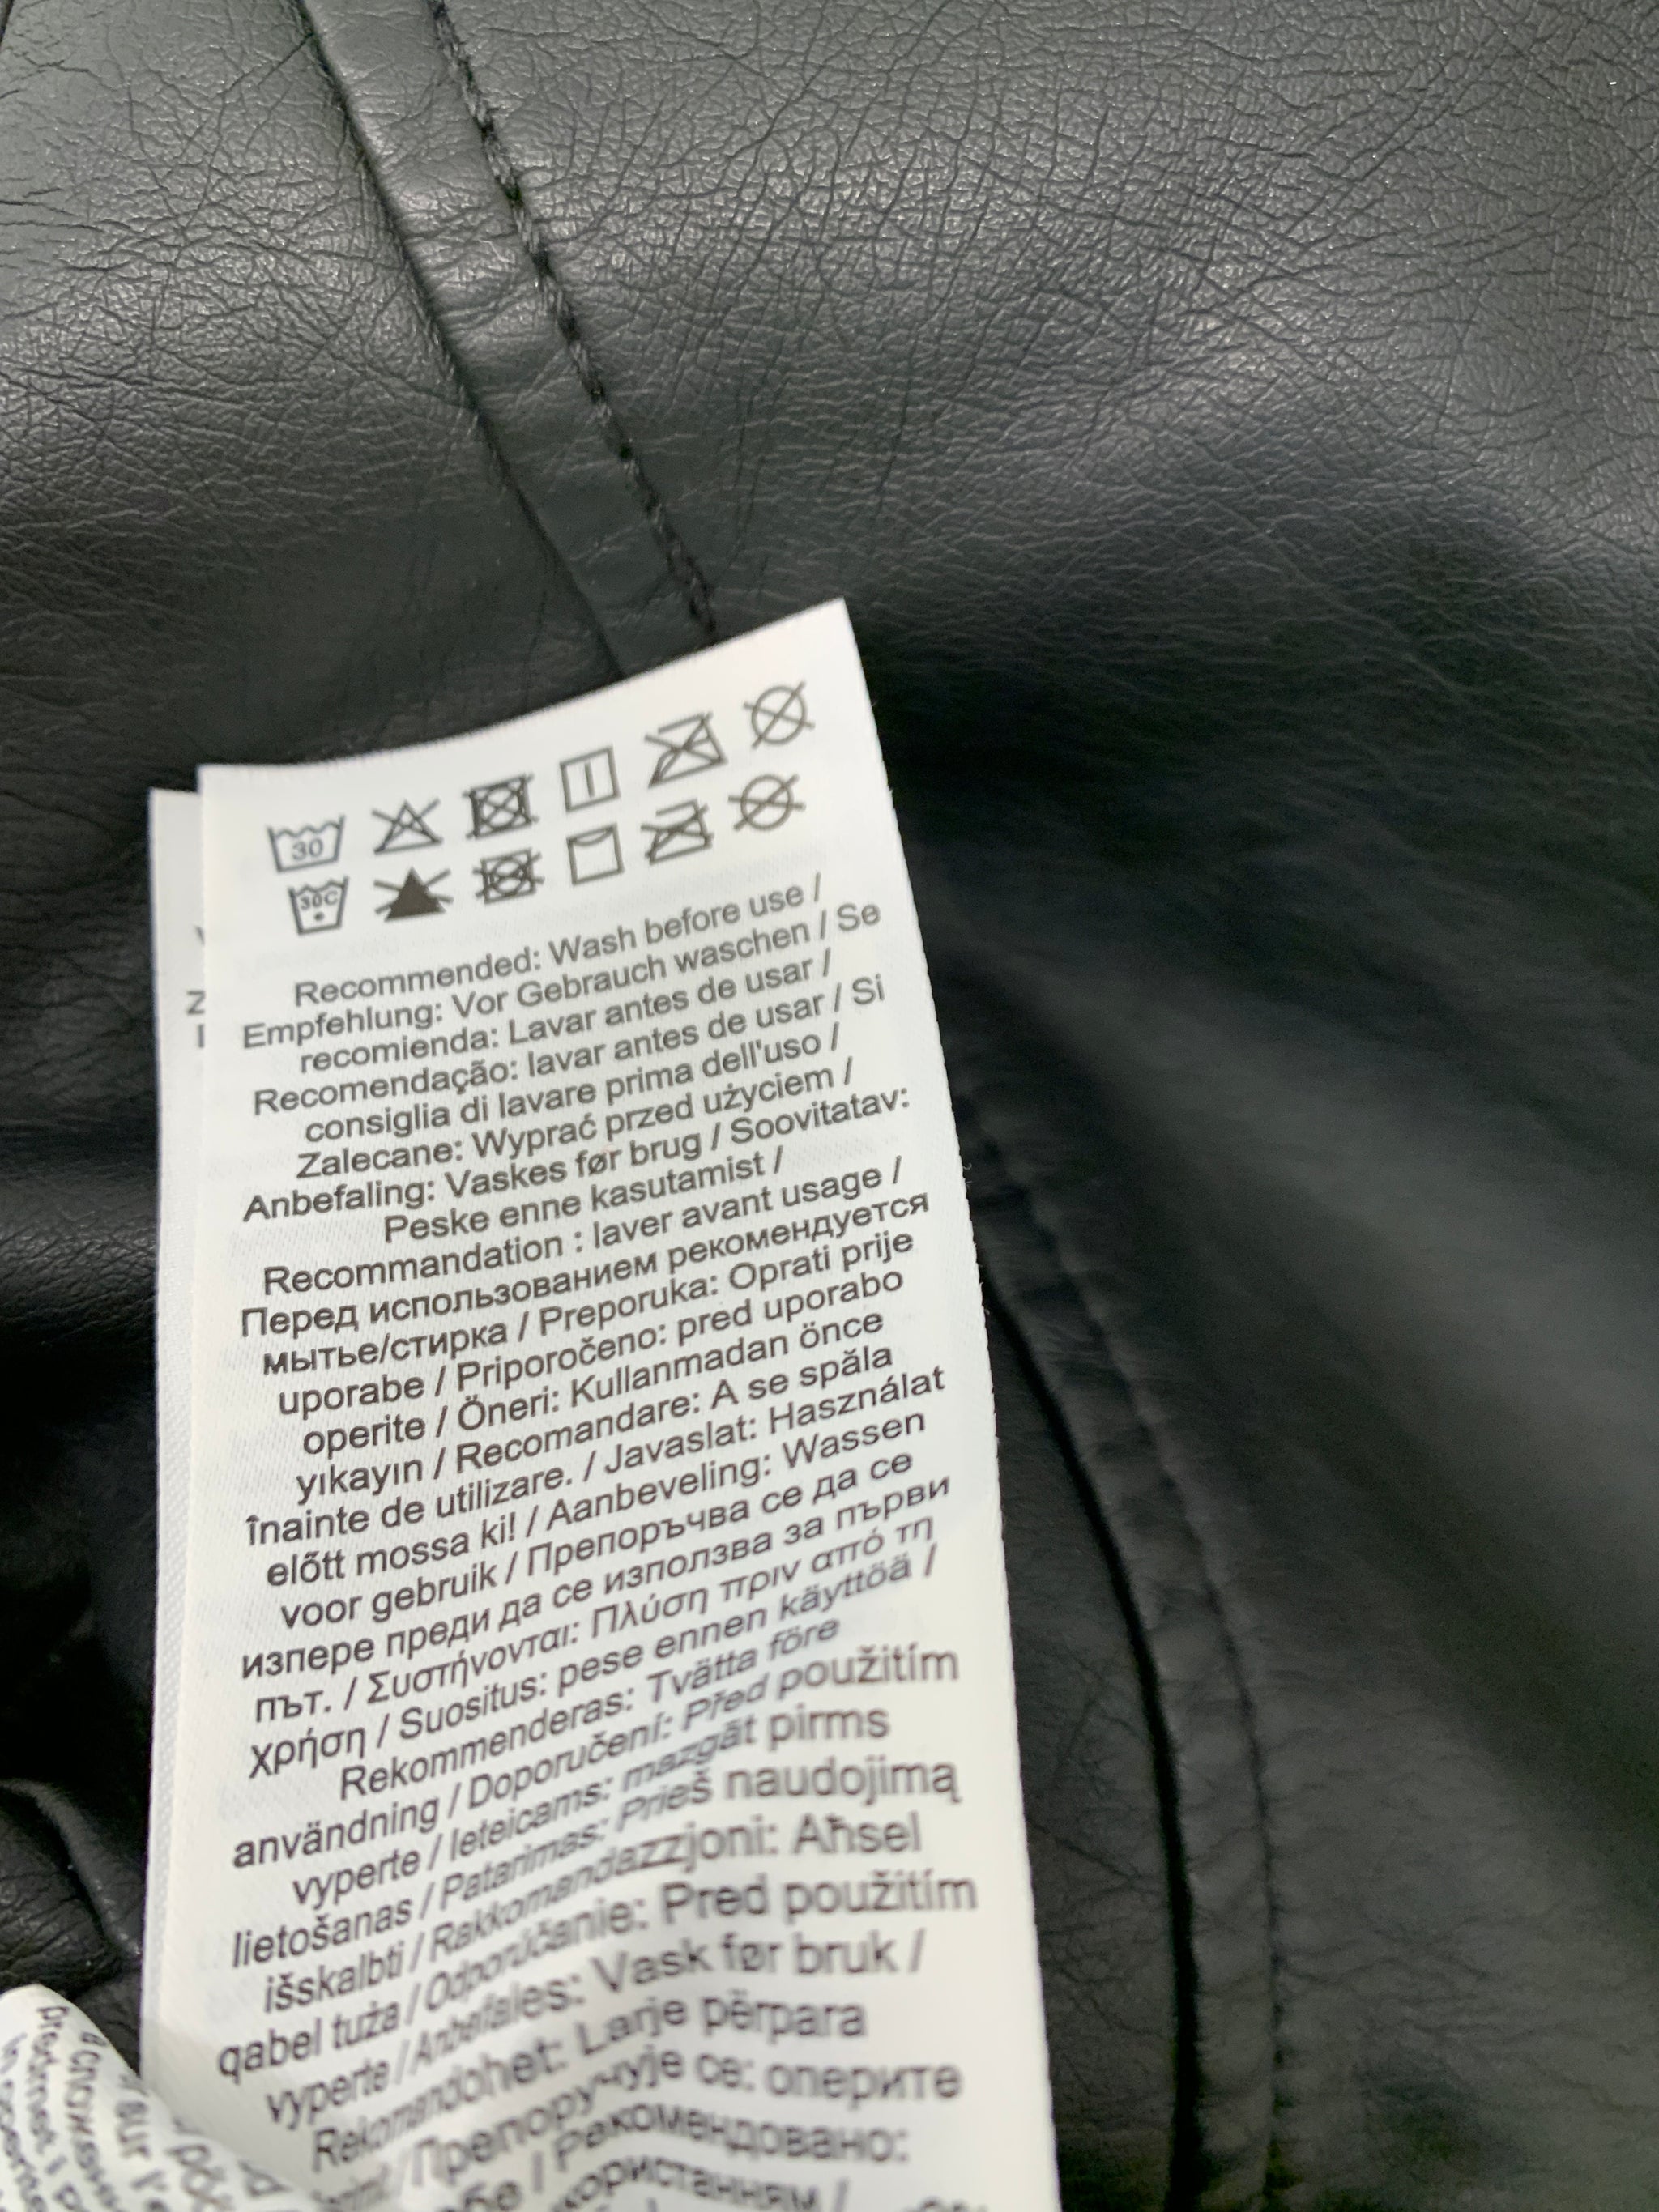 30
30C
Recommended: Wash before use /
Empfehlung: Vor Gebrauch waschen / Se
recomienda: Lavar antes de usar /
Recomendação: lavar antes de usar / Si
consiglia di lavare prima dell'uso /
Zalecane: Wyprać przed użyciem /
Anbefaling: Vaskes før brug / Soovitatav:
Peske enne kasutamist /
Recommandation : laver avant usage /
Перед использованием рекомендуется
мытье/стирка / Preporuka: Oprati prije
uporabe / Priporočeno: pred uporabo
operite / Öneri: Kullanmadan önce
yıkayın / Recomandare: A se spăla
înainte de utilizare. / Javaslat: Használat
előtt mossa ki! / Aanbeveling: Wassen
voor gebruik / Препоръчва се да се
изпере преди да се използва за първи
път. / Συστήνονται: Πλύση πριν από τη
χρήση / Suositus: pese ennen käyttöä /
Rekommenderas: Tvätta före
användning / Doporučení: Před použitím
vyperte / Ieteicams: mazgāt pirms
lietošanas / Patarimas: Prieš naudojimą
išskalbti / Rakkomandazzjoni: Aħsel
qabel tuża / Odporúčanie: Pred použitím
vyperte / Anbefales: Vask før bruk /
Rekomandohet: Larje përpara
/ Препоручује се: оперите
/ Рекомендовано: